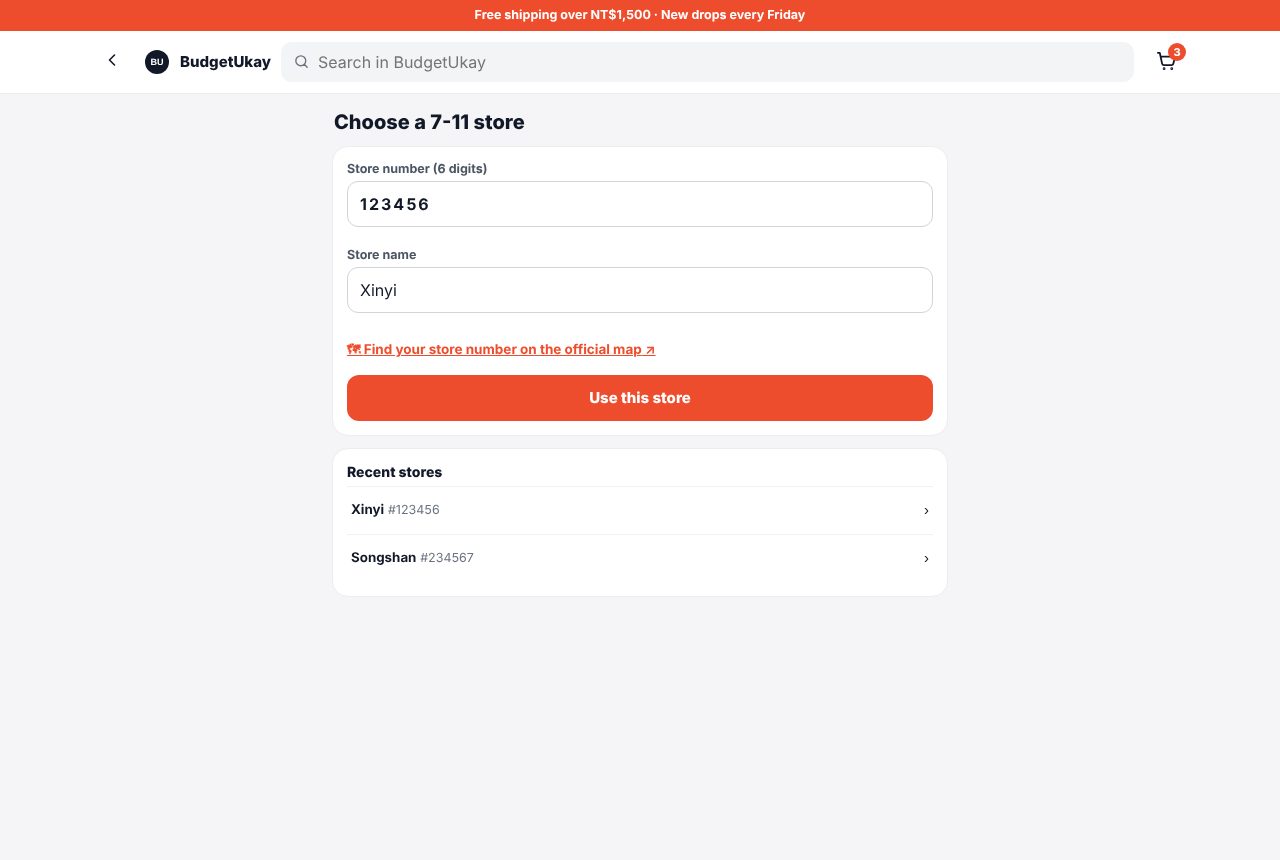 Free shipping over NT$1,500 · New drops every Friday
BU BudgetUkay Search in BudgetUkay 3
Choose a 7-11 store
Store number (6 digits)
123456
Store name
Xinyi
🗺 Find your store number on the official map ↗
Use this store
Recent stores
Xinyi #123456 ›
Songshan #234567 ›